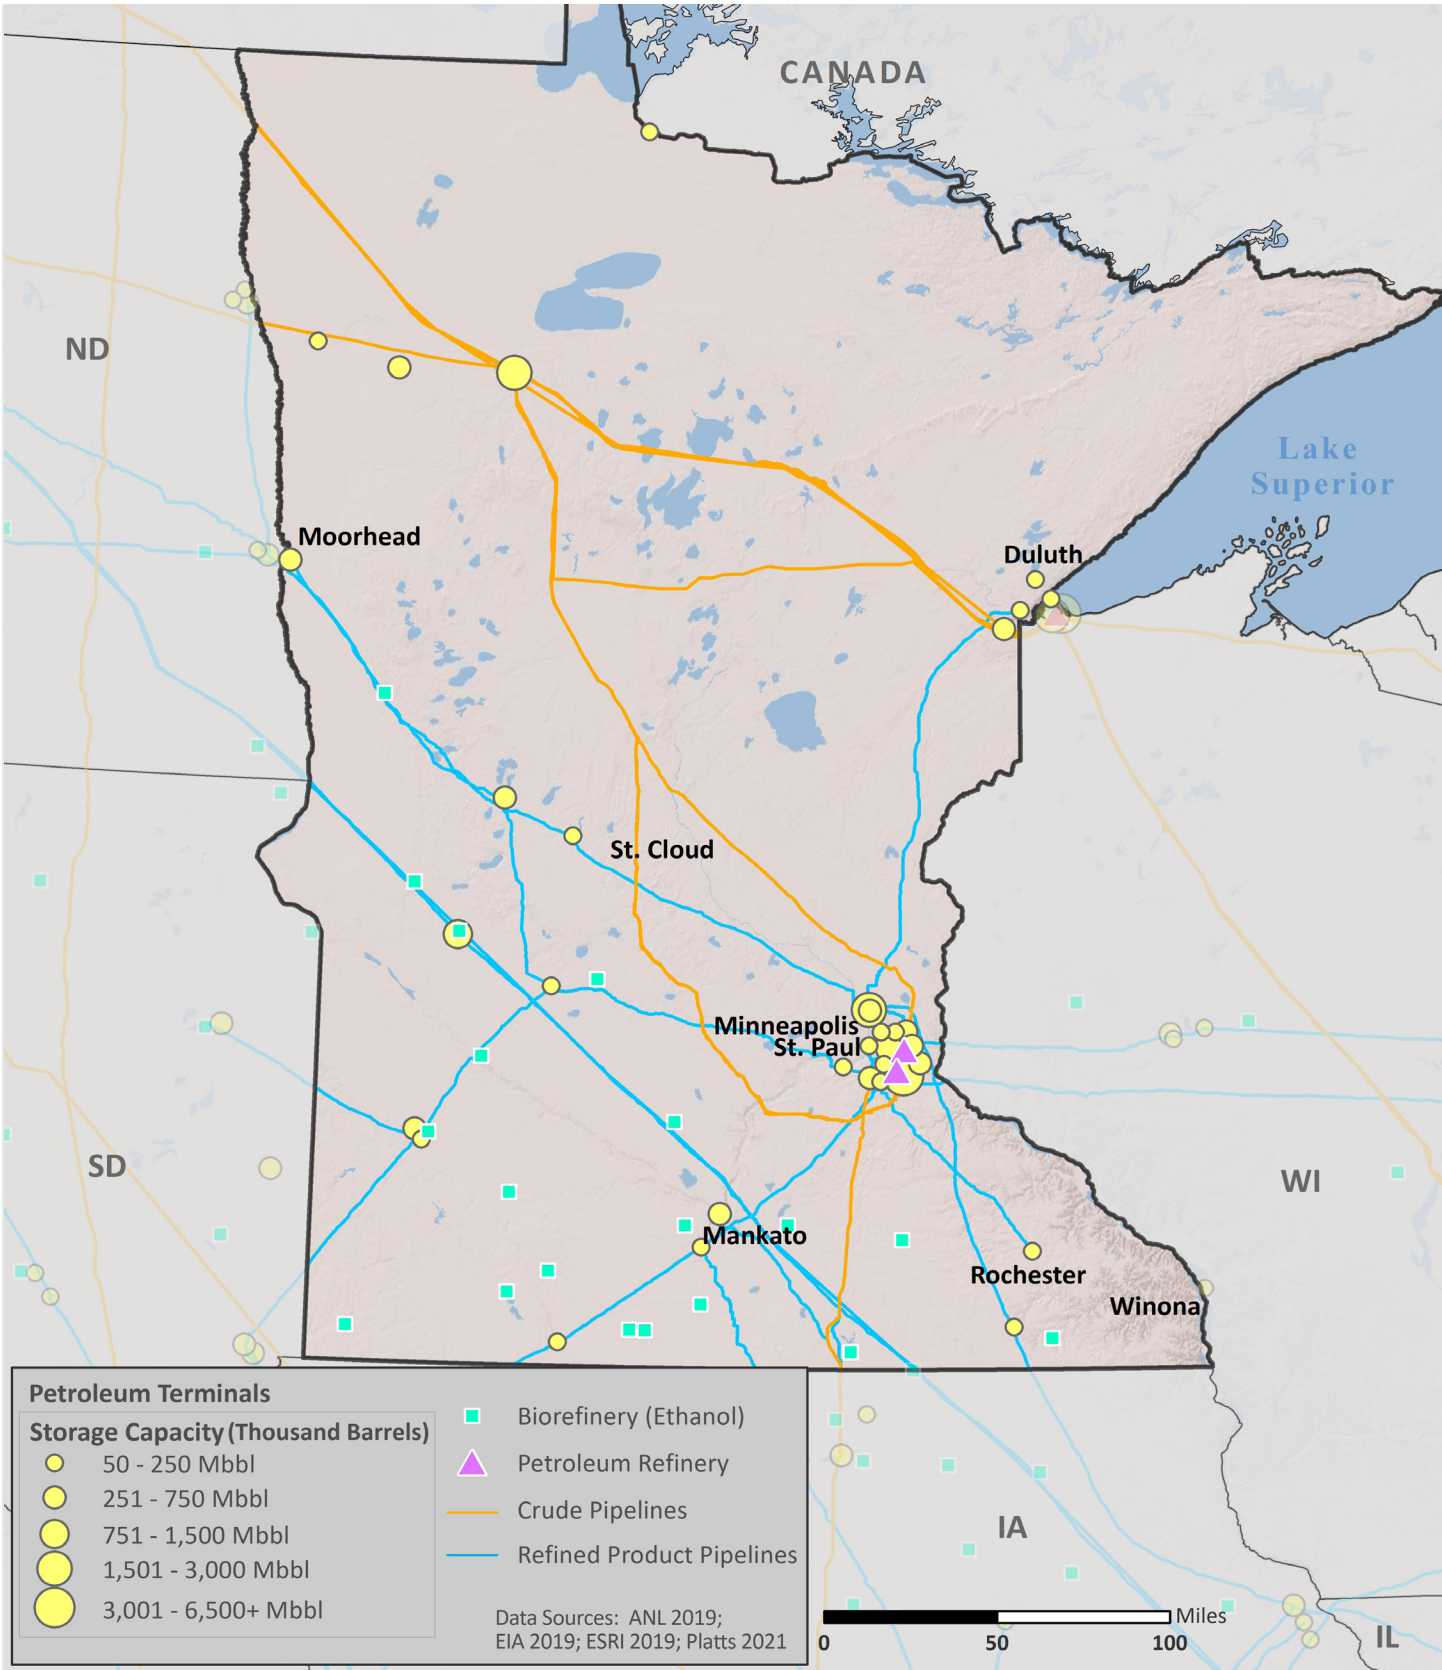 CANADA
ND
Lake
Superior
Moorhead
Duluth
St. Cloud
Minneapolis
St. Paul
SD
WI
Mankato
Rochester
Winona
Petroleum Terminals
Storage Capacity (Thousand Barrels)
50 - 250 Mbbl
251 - 750 Mbbl
751 - 1,500 Mbbl
1,501 - 3,000 Mbbl
3,001 - 6,500+ Mbbl
Biorefinery (Ethanol)
Petroleum Refinery
Crude Pipelines
Refined Product Pipelines
Data Sources: ANL 2019;
EIA 2019; ESRI 2019; Platts 2021
IA
Miles
0 50 100
IL